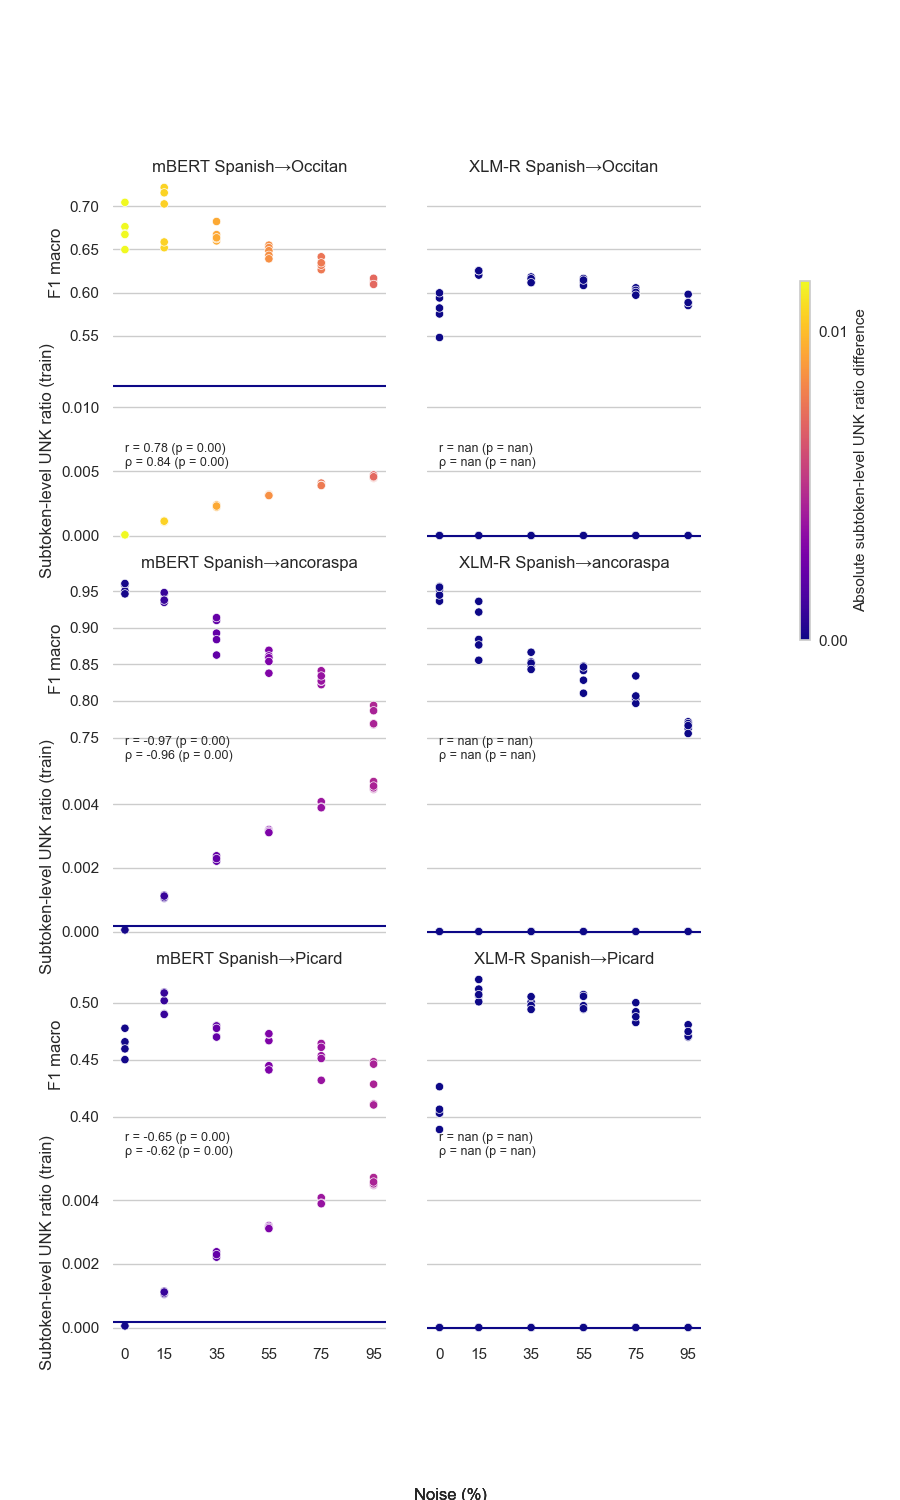 mBERT Spanish→Occitan
XLM-R Spanish→Occitan
F1 macro
0.70
0.65
0.60
0.55
Subtoken-level UNK ratio (train)
0.010
0.005
0.000
r = 0.78 (p = 0.00)
ρ = 0.84 (p = 0.00)
r = nan (p = nan)
ρ = nan (p = nan)
mBERT Spanish→ancoraspa
XLM-R Spanish→ancoraspa
F1 macro
0.95
0.90
0.85
0.80
0.75
r = -0.97 (p = 0.00)
ρ = -0.96 (p = 0.00)
r = nan (p = nan)
ρ = nan (p = nan)
Subtoken-level UNK ratio (train)
0.004
0.002
0.000
mBERT Spanish→Picard
XLM-R Spanish→Picard
F1 macro
0.50
0.45
0.40
r = -0.65 (p = 0.00)
ρ = -0.62 (p = 0.00)
r = nan (p = nan)
ρ = nan (p = nan)
Subtoken-level UNK ratio (train)
0.004
0.002
0.000
0 15 35 55 75 95
0 15 35 55 75 95
Noise (%)
0.01
0.00
Absolute subtoken-level UNK ratio difference